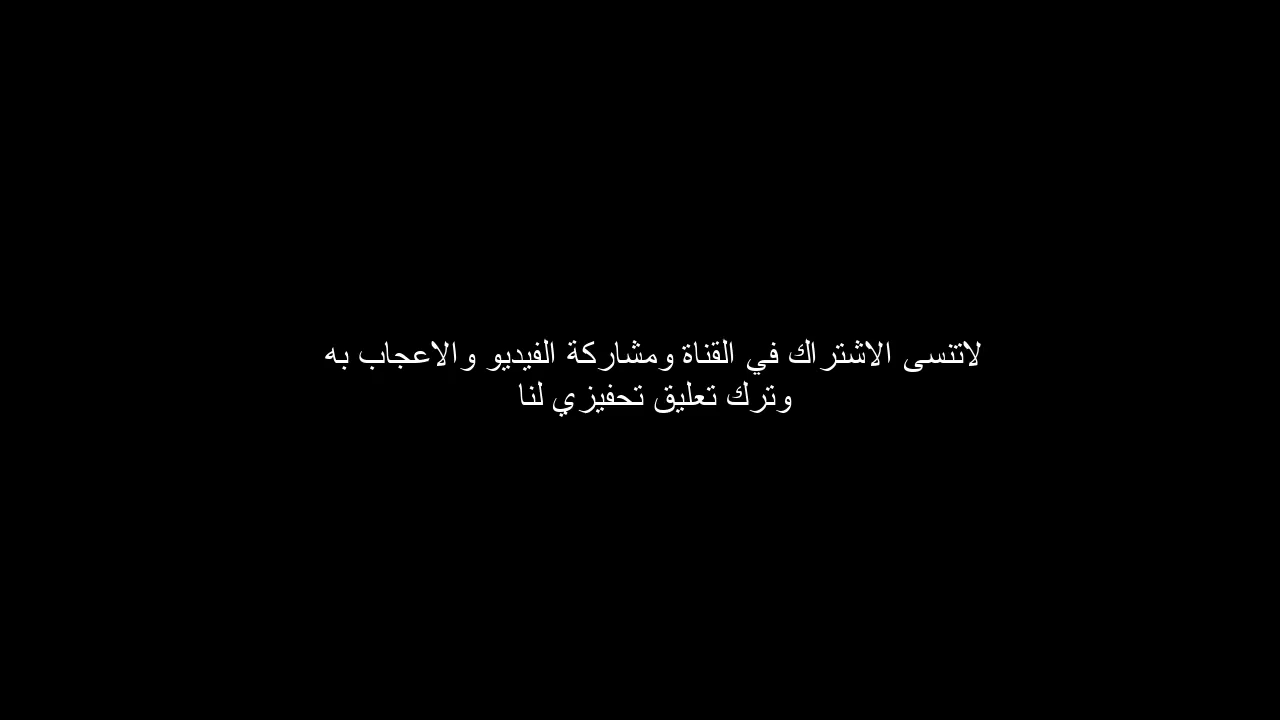 لاتنسى الاشتراك في القناة ومشاركة الفيديو والاعجاب به
وترك تعليق تحفيزي لنا